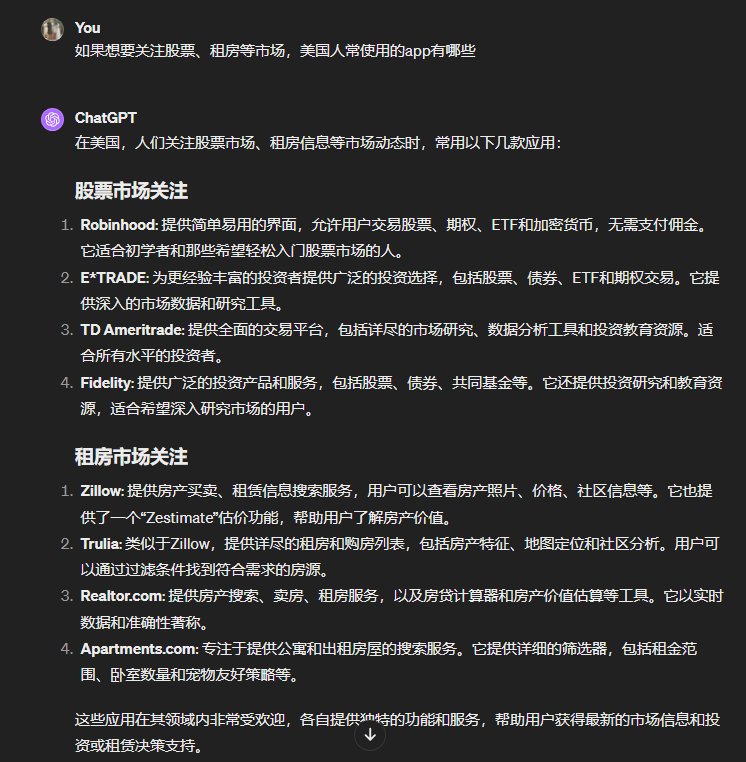 You
如果想要关注股票、租房等市场，美国人常使用的app有哪些
ChatGPT
在美国，人们关注股票市场、租房信息等市场动态时，常用以下几款应用：
股票市场关注
1. Robinhood: 提供简单易用的界面，允许用户交易股票、期权、ETF和加密货币，无需支付佣金。
它适合初学者和那些希望轻松入门股票市场的人。
2. E*TRADE: 为更经验丰富的投资者提供广泛的投资选择，包括股票、债券、ETF和期权交易。它提
供深入的市场数据和研究工具。
3. TD Ameritrade: 提供全面的交易平台，包括详尽的市场研究、数据分析工具和投资教育资源。适
合所有水平的投资者。
4. Fidelity: 提供广泛的投资产品和服务，包括股票、债券、共同基金等。它还提供投资研究和教育资
源，适合希望深入研究市场的用户。
租房市场关注
1. Zillow: 提供房产买卖、租赁信息搜索服务，用户可以查看房产照片、价格、社区信息等。它也提
供了一个“Zestimate”估价功能，帮助用户了解房产价值。
2. Trulia: 类似于Zillow，提供详尽的租房和购房列表，包括房产特征、地图定位和社区分析。用户可
以通过过滤条件找到符合需求的房源。
3. Realtor.com: 提供房产搜索、卖房、租房服务，以及房贷计算器和房产价值估算等工具。它以实时
数据和准确性著称。
4. Apartments.com: 专注于提供公寓和出租房屋的搜索服务。它提供详细的筛选器，包括租金范
围、卧室数量和宠物友好策略等。
这些应用在其领域内非常受欢迎，各自提供独特的功能和服务，帮助用户获得最新的市场信息和投
资或租赁决策支持。